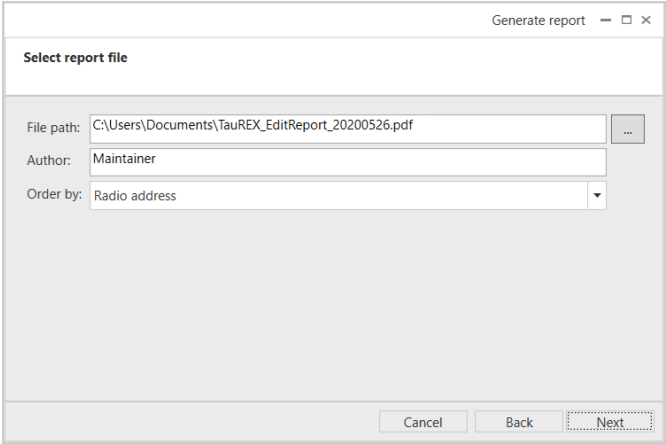 Generate report
Select report file
File path: C:\Users\Documents\TauREX_EditReport_20200526.pdf ...
Author: Maintainer
Order by: Radio address
Cancel Back Next